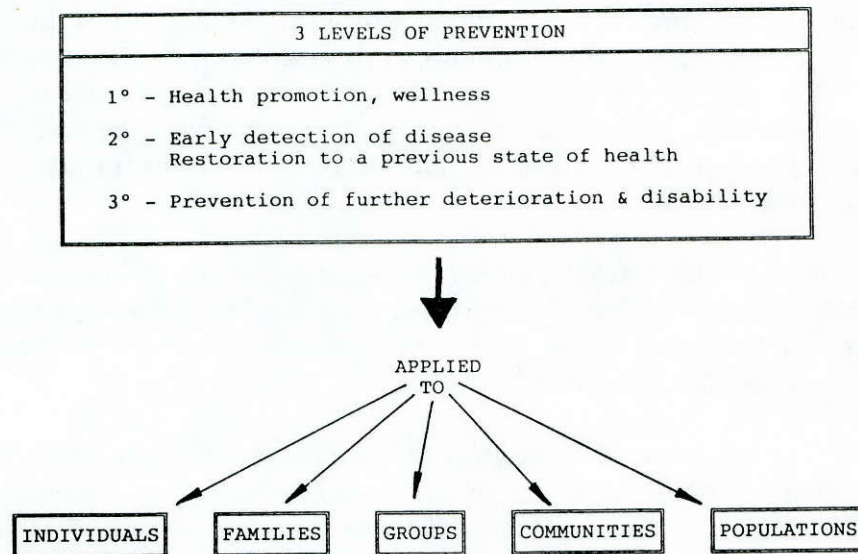 3 LEVELS OF PREVENTION
1° - Health promotion, wellness
2° - Early detection of disease
Restoration to a previous state of health
3° - Prevention of further deterioration & disability
APPLIED
TO
INDIVIDUALS FAMILIES GROUPS COMMUNITIES POPULATIONS